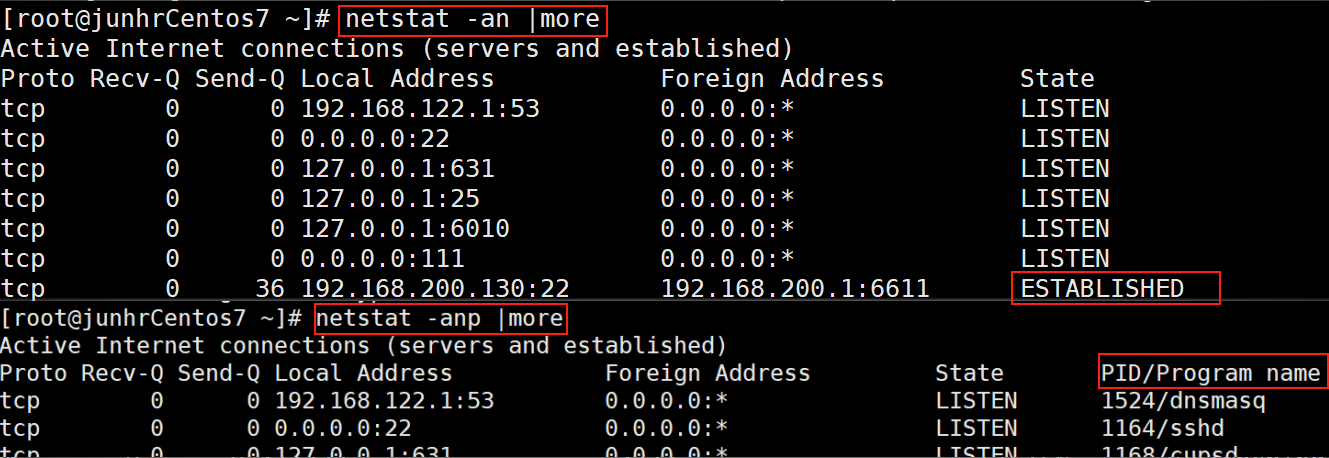 [root@junhrCentos7 ~]# netstat -an |more
Active Internet connections (servers and established)
Proto Recv-Q Send-Q Local Address           Foreign Address         State
tcp        0      0 192.168.122.1:53        0.0.0.0:*               LISTEN
tcp        0      0 0.0.0.0:22              0.0.0.0:*               LISTEN
tcp        0      0 127.0.0.1:631           0.0.0.0:*               LISTEN
tcp        0      0 127.0.0.1:25            0.0.0.0:*               LISTEN
tcp        0      0 127.0.0.1:6010          0.0.0.0:*               LISTEN
tcp        0      0 0.0.0.0:111             0.0.0.0:*               LISTEN
tcp        0     36 192.168.200.130:22      192.168.200.1:6611      ESTABLISHED
[root@junhrCentos7 ~]# netstat -anp |more
Active Internet connections (servers and established)
Proto Recv-Q Send-Q Local Address           Foreign Address         State       PID/Program name
tcp        0      0 192.168.122.1:53        0.0.0.0:*               LISTEN      1524/dnsmasq
tcp        0      0 0.0.0.0:22              0.0.0.0:*               LISTEN      1164/sshd
tcp        0      0 127.0.0.1:631           0.0.0.0:*               LISTEN      1168/cupsd